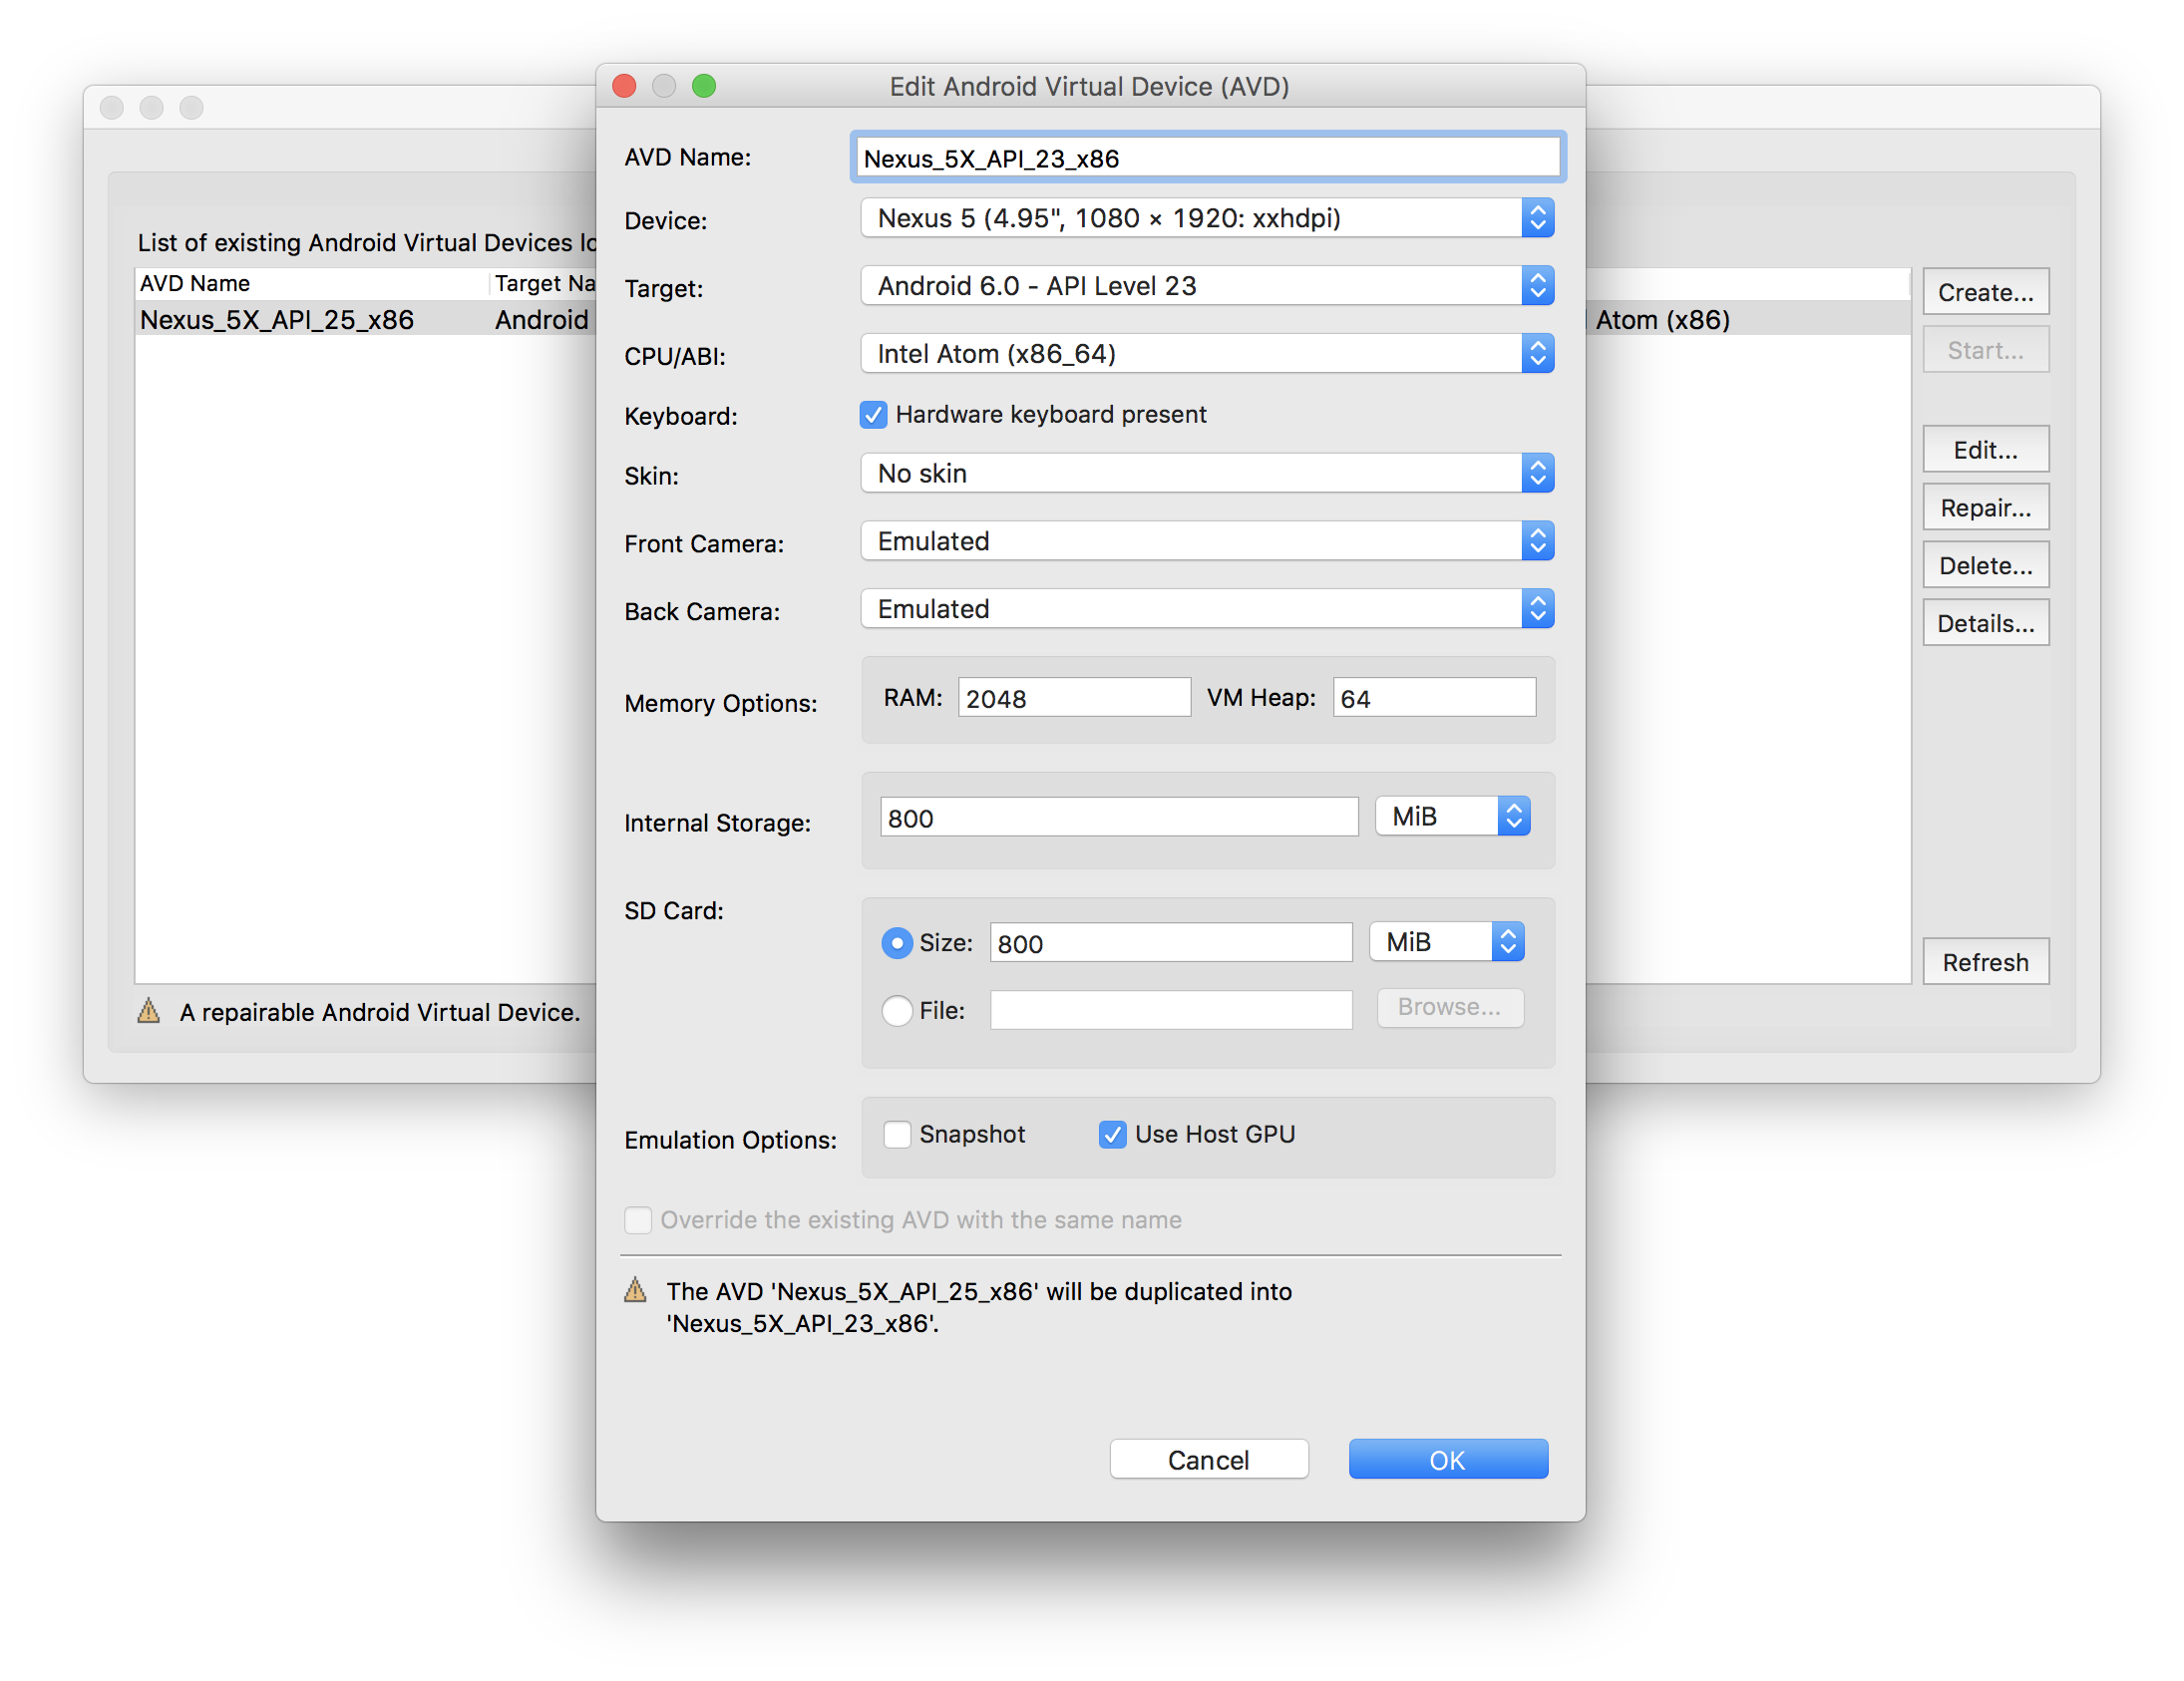 Edit Android Virtual Device (AVD)
AVD Name: Nexus_5X_API_23_x86
Device: Nexus 5 (4.95", 1080 × 1920: xxhdpi)
Target: Android 6.0 - API Level 23
CPU/ABI: Intel Atom (x86_64)
Keyboard: Hardware keyboard present
Skin: No skin
Front Camera: Emulated
Back Camera: Emulated
Memory Options: RAM: 2048 VM Heap: 64
Internal Storage: 800 MiB
SD Card:
Size: 800 MiB
File: Browse...
Emulation Options: Snapshot Use Host GPU
Override the existing AVD with the same name
The AVD 'Nexus_5X_API_25_x86' will be duplicated into
'Nexus_5X_API_23_x86'.
Cancel OK
List of existing Android Virtual Devices
AVD Name Target
Nexus_5X_API_25_x86 Android Atom (x86)
A repairable Android Virtual Device.
Create...
Start...
Edit...
Repair...
Delete...
Details...
Refresh